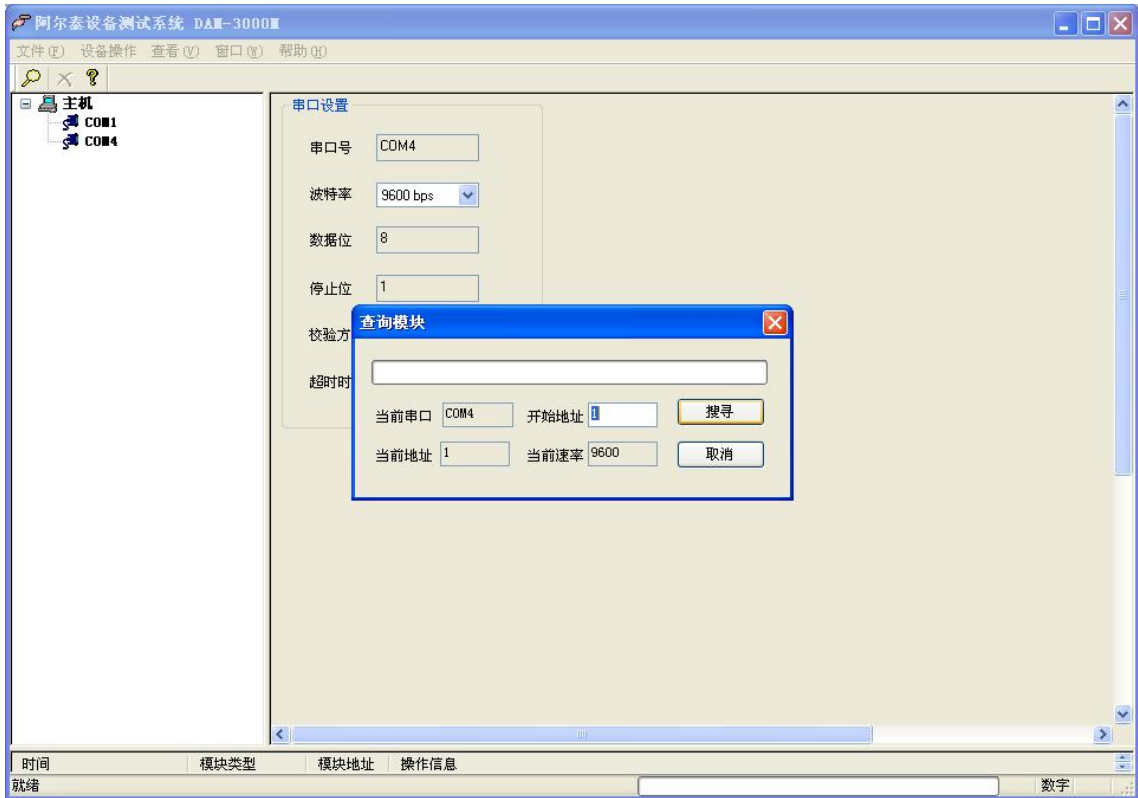 阿尔泰设备测试系统 DAM-3000M
文件(F) 设备操作 查看(V) 窗口(W) 帮助(H)
主机
COM1
COM4
串口设置
串口号 COM4
波特率 9600 bps
数据位 8
停止位 1
校验方
超时时
查询模块
当前串口 COM4 开始地址 1 搜寻
当前地址 1 当前速率 9600 取消
时间 模块类型 模块地址 操作信息
就绪 数字